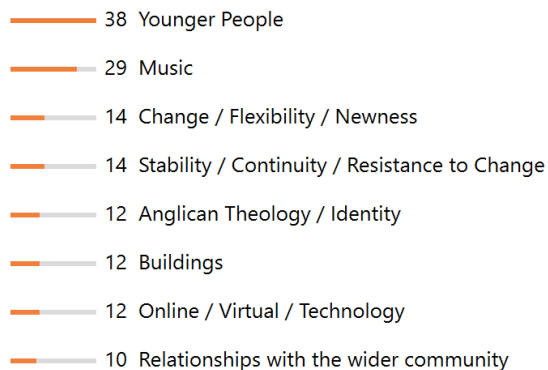 38 Younger People
29 Music
14 Change / Flexibility / Newness
14 Stability / Continuity / Resistance to Change
12 Anglican Theology / Identity
12 Buildings
12 Online / Virtual / Technology
10 Relationships with the wider community